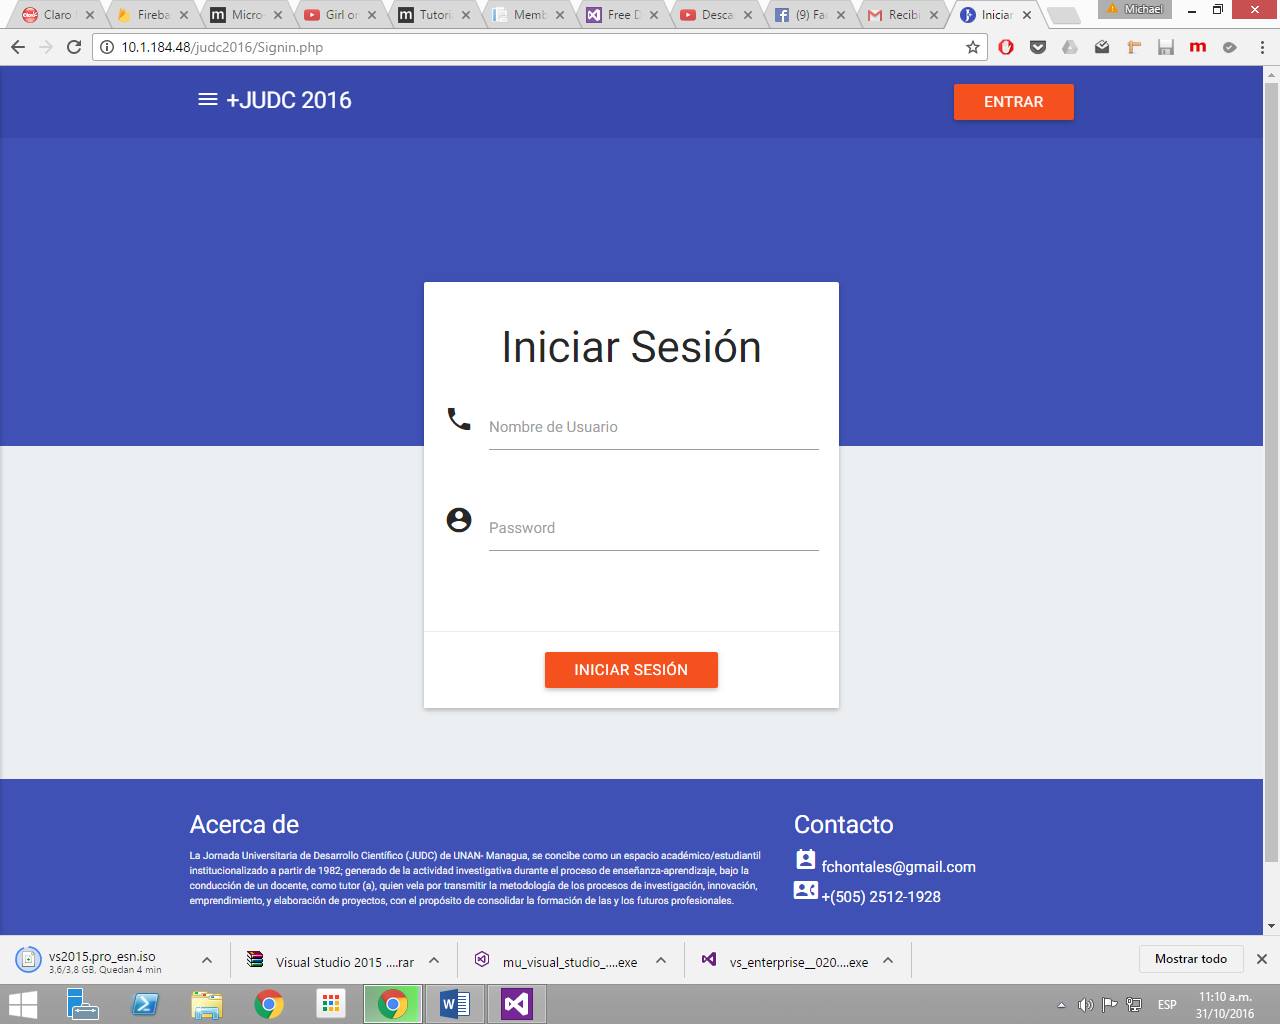 Claro
Fireba
Micro
Girl or
Tutori
Memb
Free D
Desca
(9) Fa
Recibi
Iniciar
Michael
10.1.184.48/judc2016/Signin.php
+JUDC 2016
ENTRAR
Iniciar Sesión
Nombre de Usuario
Password
INICIAR SESIÓN
Acerca de
La Jornada Universitaria de Desarrollo Científico (JUDC) de UNAN- Managua, se concibe como un espacio académico/estudiantil
institucionalizado a partir de 1982; generado de la actividad investigativa durante el proceso de enseñanza-aprendizaje, bajo la
conducción de un docente, como tutor (a), quien vela por transmitir la metodología de los procesos de investigación, innovación,
emprendimiento, y elaboración de proyectos, con el propósito de consolidar la formación de las y los futuros profesionales.
Contacto
fchontales@gmail.com
+(505) 2512-1928
vs2015.pro_esn.iso
3,6/3,8 GB, Quedan 4 min
Visual Studio 2015 ....rar
mu_visual_studio_....exe
vs_enterprise__020....exe
Mostrar todo
ESP
11:10 a.m.
31/10/2016